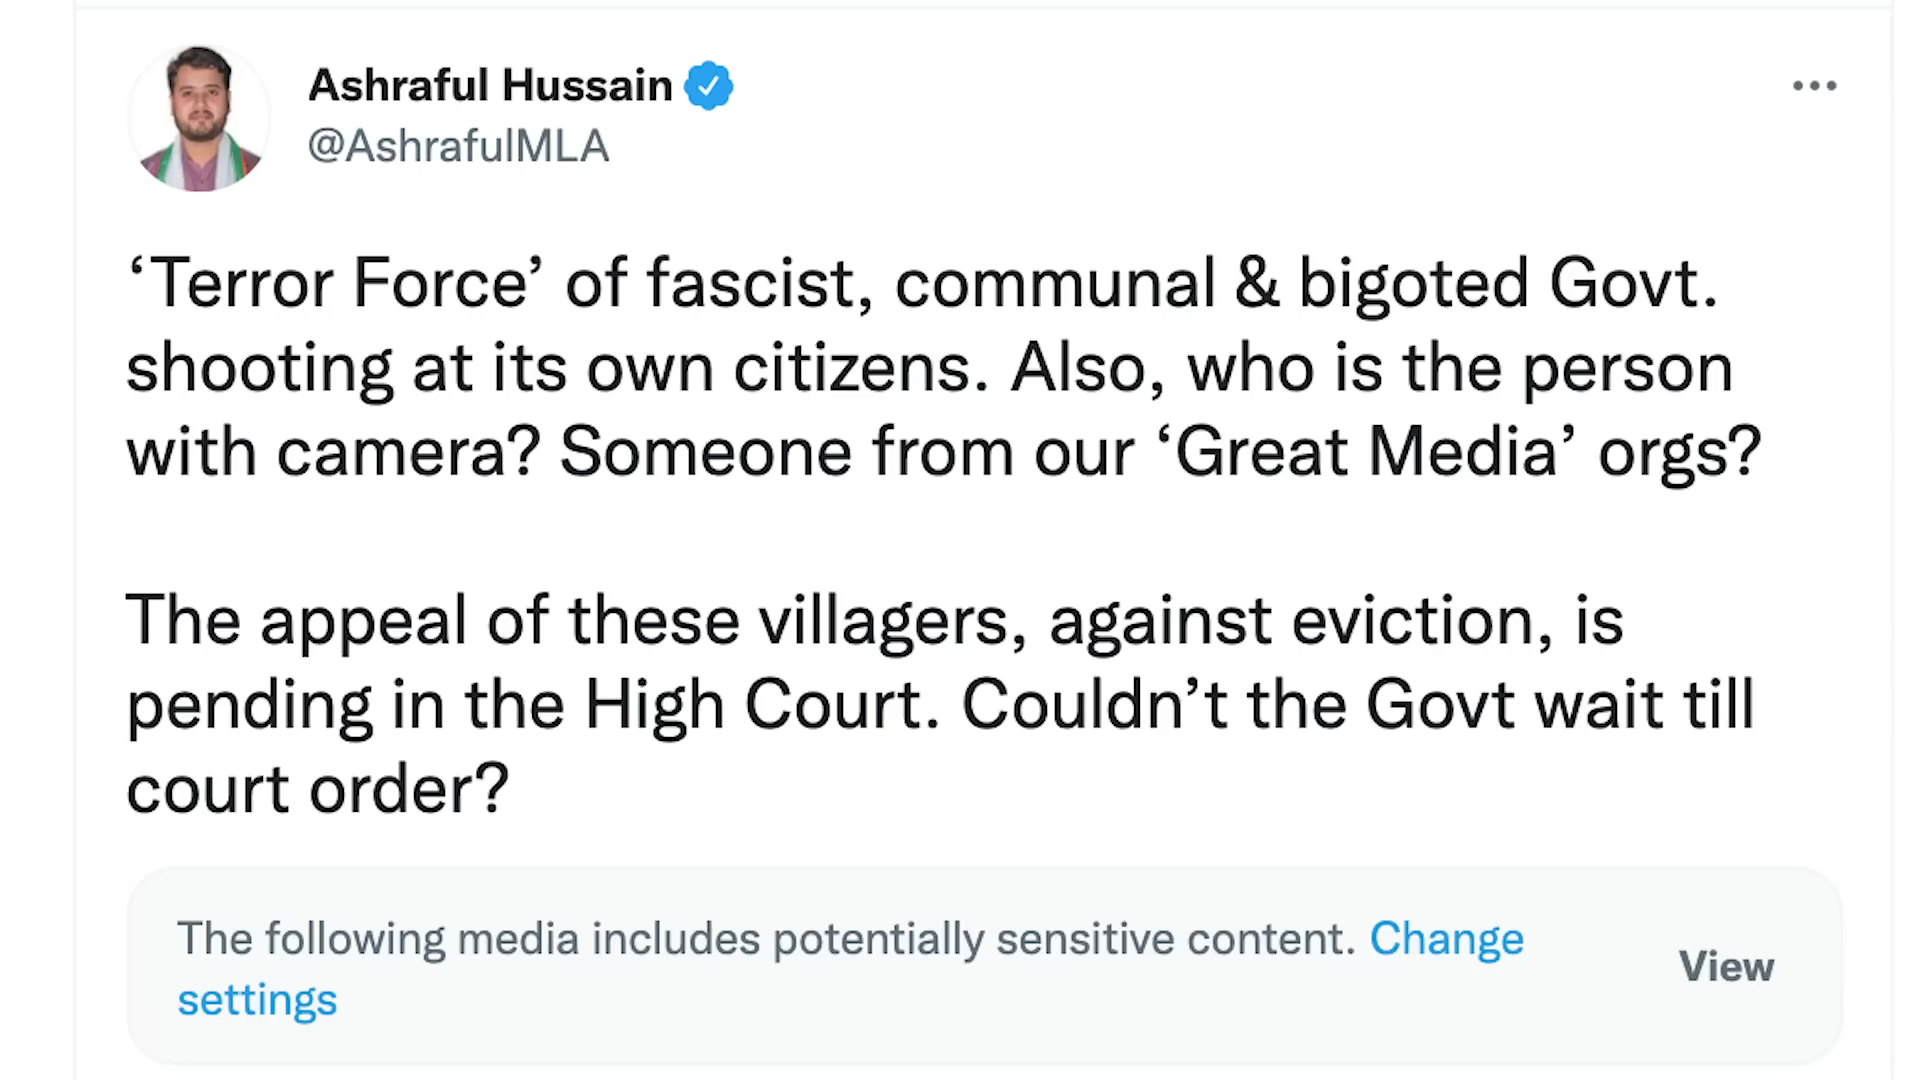 Ashraful Hussain
@AshrafulMLA
‘Terror Force’ of fascist, communal & bigoted Govt.
shooting at its own citizens. Also, who is the person
with camera? Someone from our ‘Great Media’ orgs?
The appeal of these villagers, against eviction, is
pending in the High Court. Couldn’t the Govt wait till
court order?
The following media includes potentially sensitive content. Change
settings
View